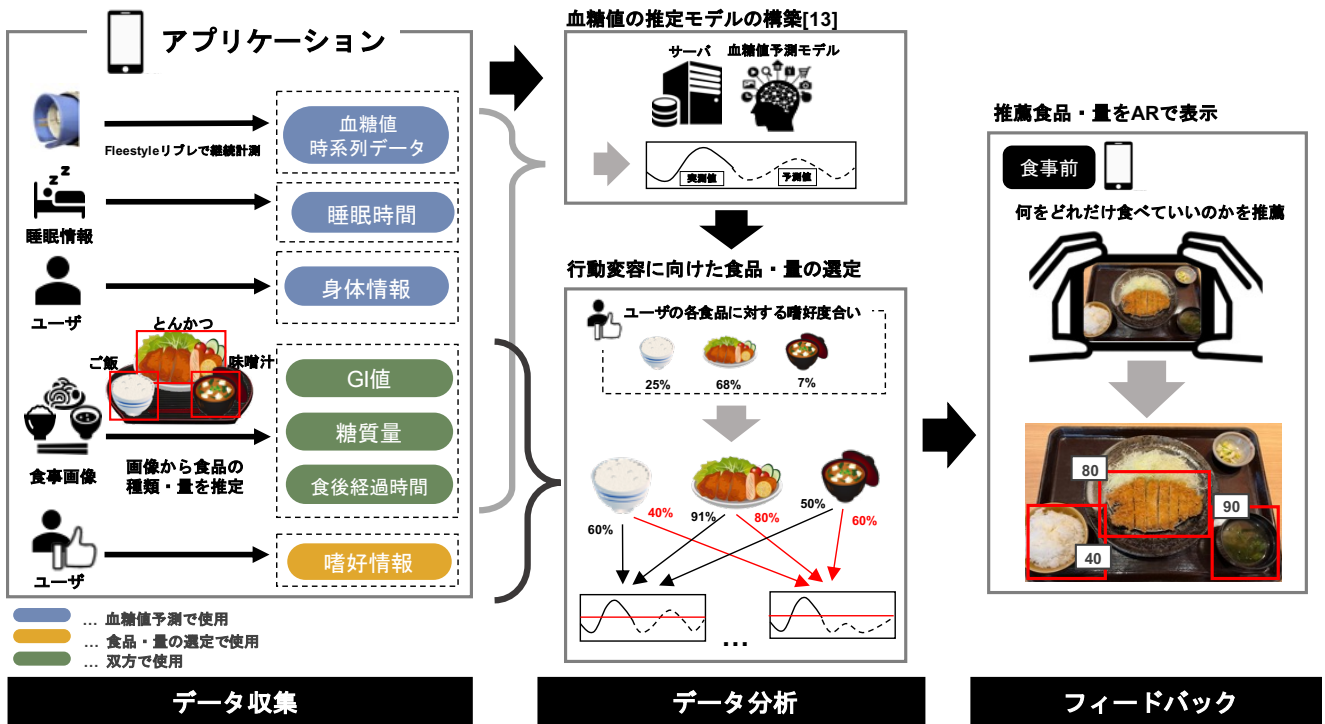 アプリケーション
Fleestyleリブレで継続計測
血糖値
時系列データ
z z
睡眠情報
睡眠時間
ユーザ
身体情報
とんかつ
ご飯
味噌汁
食事画像
画像から食品の
種類・量を推定
GI値
糖質量
食後経過時間
ユーザ
嗜好情報
… 血糖値予測で使用
… 食品・量の選定で使用
… 双方で使用
データ収集
血糖値の推定モデルの構築[13]
サーバ
血糖値予測モデル
実測値
予測値
行動変容に向けた食品・量の選定
ユーザの各食品に対する嗜好度合い
25%
68%
7%
60%
40%
91%
80%
50%
60%
…
データ分析
推薦食品・量をARで表示
食事前
何をどれだけ食べていいのかを推薦
80
90
40
フィードバック